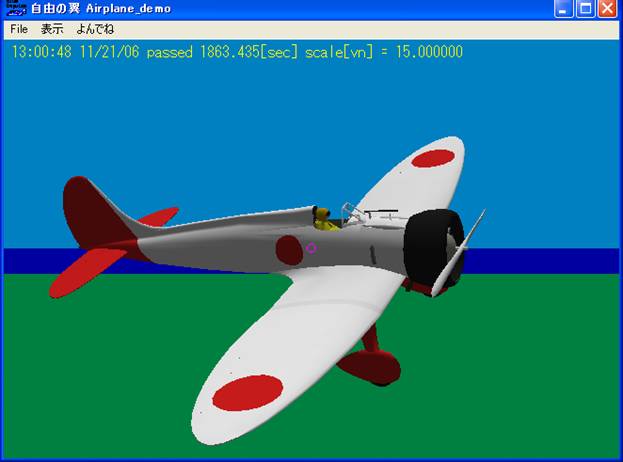 自由の翼 Airplane_demo
File 表示 よんでね
13:00:48 11/21/06 passed 1863.435[sec] scale[vn] = 15.000000